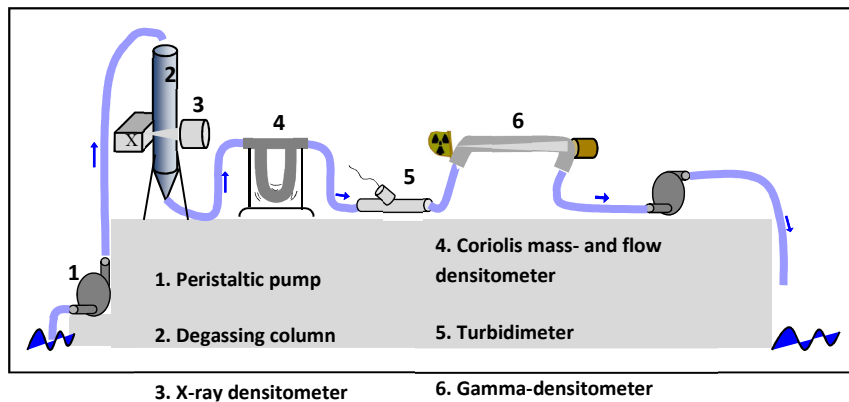 2
3
X
4
6
5
1
1. Peristaltic pump
2. Degassing column
3. X-ray densitometer
4. Coriolis mass- and flow
densitometer
5. Turbidimeter
6. Gamma-densitometer